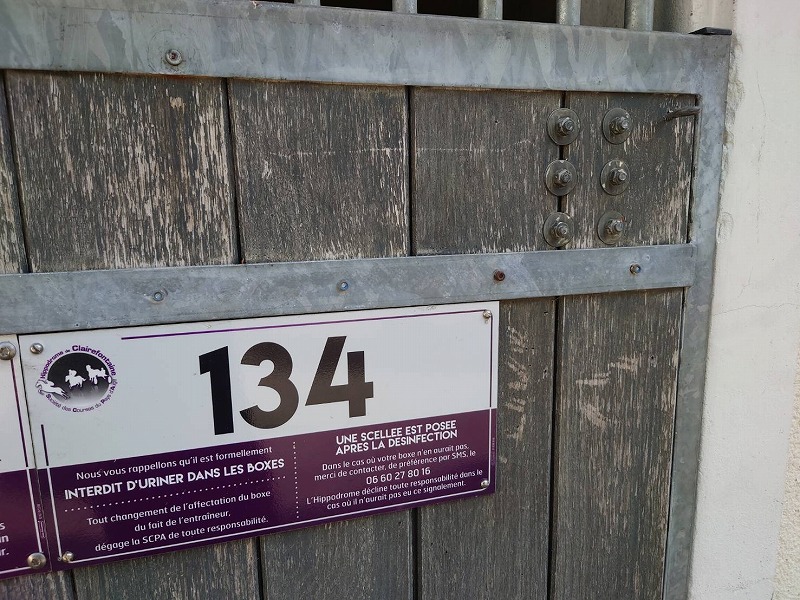 Hippodrome de Clairefontaine
Société des Courses du Pays d'Auge
134
Nous vous rappellons qu'il est formellement
INTERDIT D'URINER DANS LES BOXES
Tout changement de l'affectation du boxe
du fait de l'entraîneur,
dégage la SCPA de toute responsabilité.
UNE SCELLEE EST POSEE
APRES LA DESINFECTION
Dans le cas où votre boxe n'en aurait pas,
merci de contacter, de préférence par SMS, le
06 60 27 80 16
L'Hippodrome décline toute responsabilité dans le
cas où il n'aurait pas eu ce signalement.